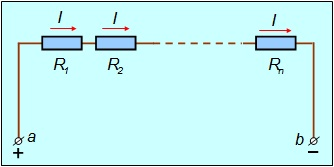 I I I
R1 R2 Rn
a b
+ −